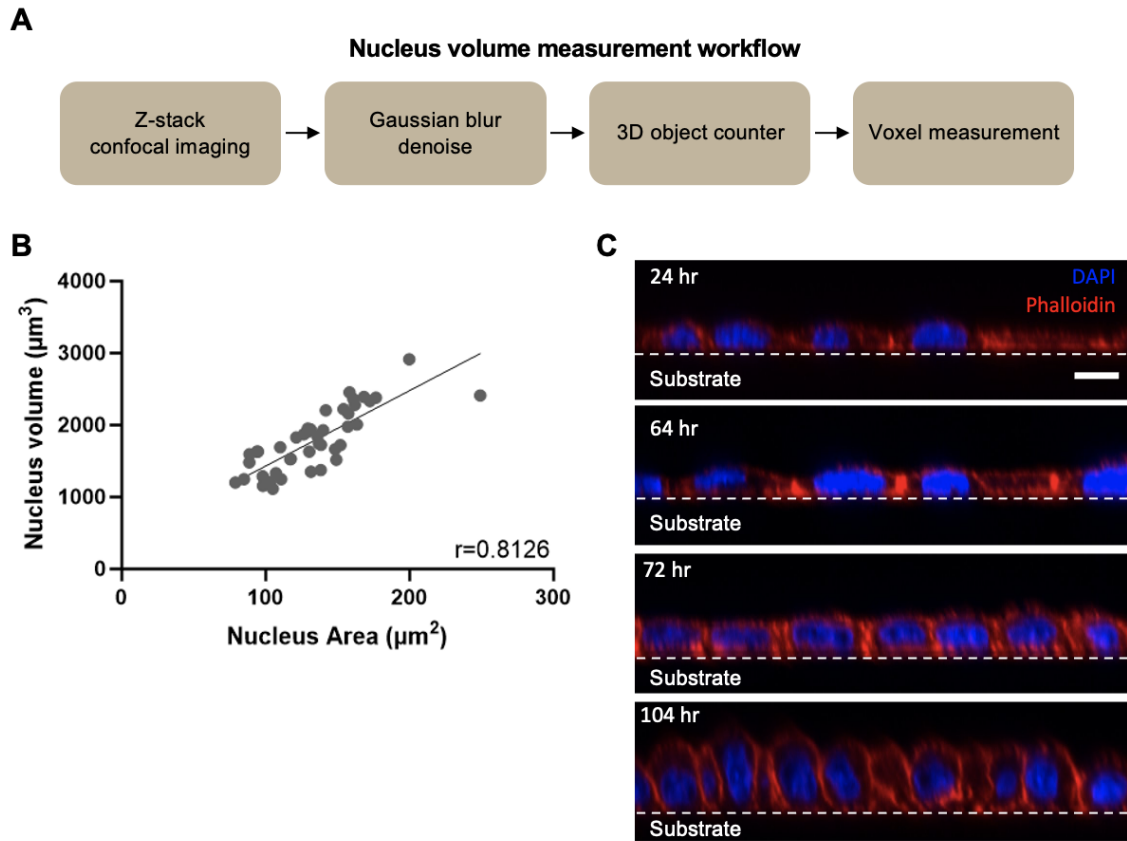 A
Nucleus volume measurement workflow
Z-stack
confocal imaging
Gaussian blur
denoise
3D object counter
Voxel measurement
B
4000
3000
2000
1000
0
0
100
200
300
Nucleus volume (µm³)
Nucleus Area (µm²)
r=0.8126
C
24 hr
DAPI
Phalloidin
Substrate
64 hr
Substrate
72 hr
Substrate
104 hr
Substrate